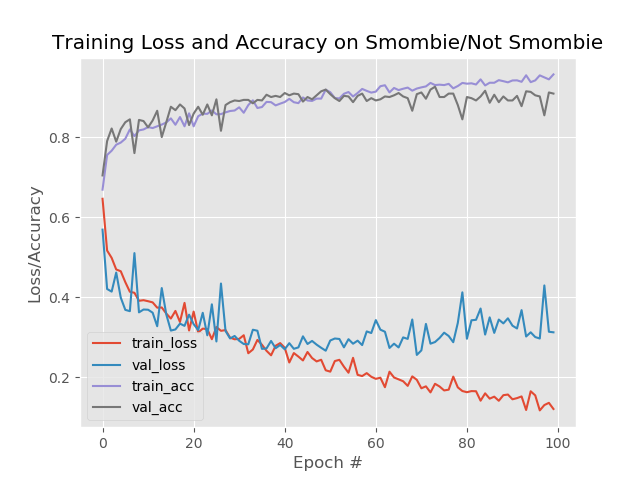 Training Loss and Accuracy on Smombie/Not Smombie
Loss/Accuracy
0.8
0.6
0.4
0.2
train_loss
val_loss
train_acc
val_acc
0 20 40 60 80 100
Epoch #